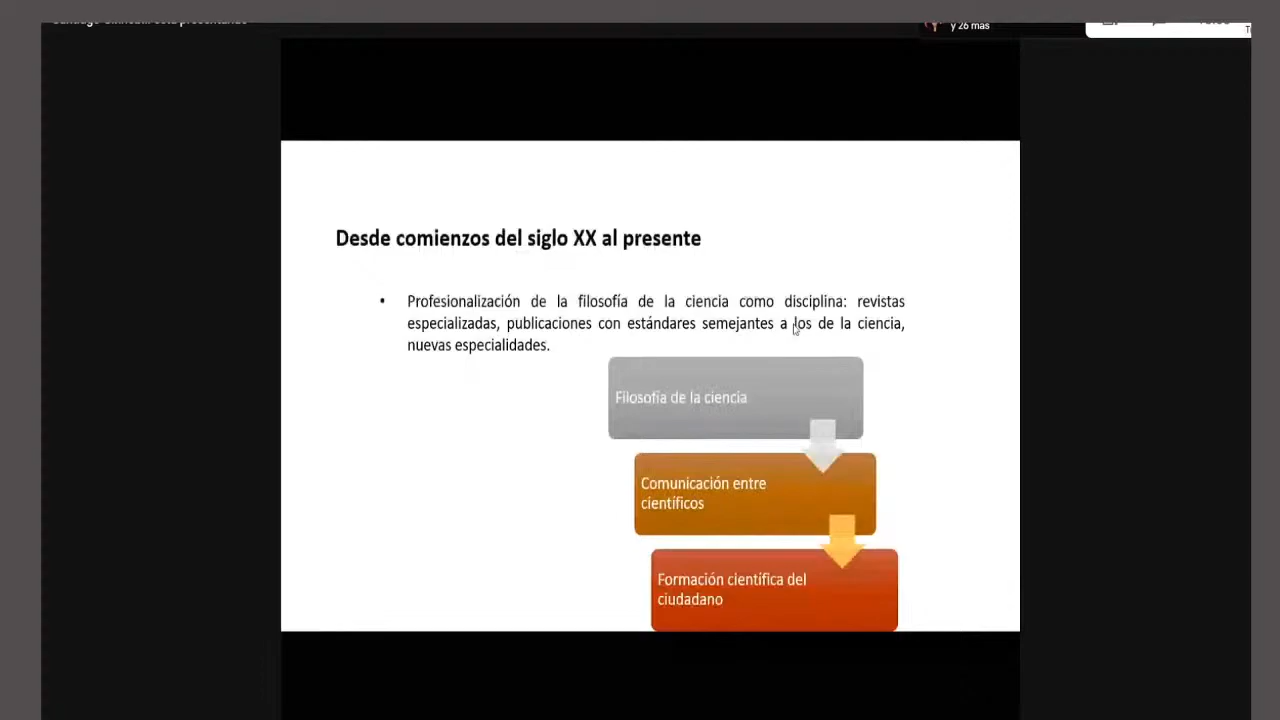 y 26 más
Desde comienzos del siglo XX al presente
• Profesionalización de la filosofía de la ciencia como disciplina: revistas
especializadas, publicaciones con estándares semejantes a los de la ciencia,
nuevas especialidades.
Filosofía de la ciencia
Comunicación entre
científicos
Formación científica del
ciudadano